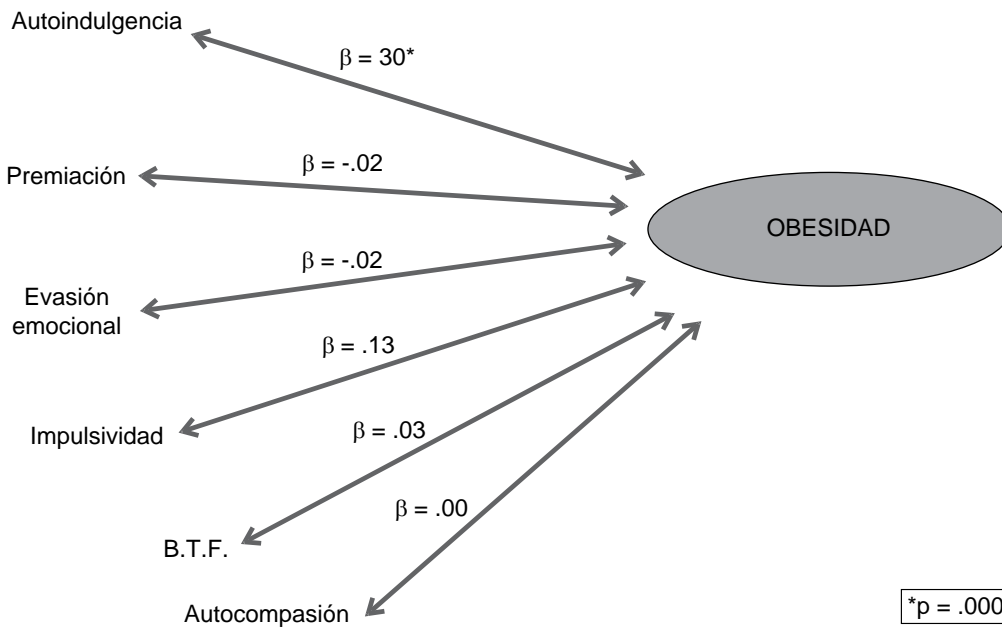 Autoindulgencia
β = 30*
Premiación
β = -.02
OBESIDAD
β = -.02
Evasión
emocional
β = .13
Impulsividad
β = .03
β = .00
B.T.F.
Autocompasión
*p = .000